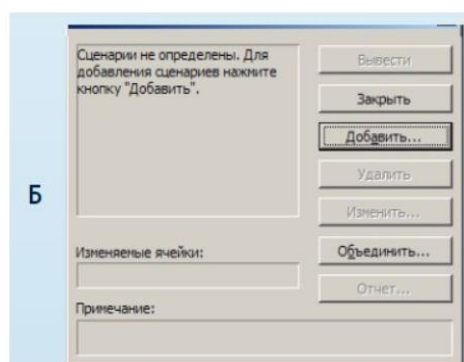 Сценарии не определены. Для
добавления сценариев нажмите
кнопку "Добавить".
Вывести
Закрыть
Добавить...
Удалить
Изменить...
Объединить...
Отчет...
Б
Изменяемые ячейки:
Примечание: